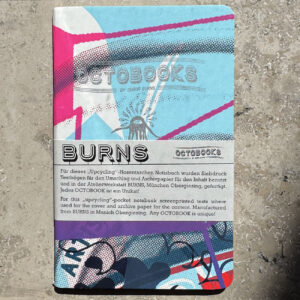 OCTOBOOKS
BURNS
OCTOBOOKS
Für dieses „Upcycling"-Hosentaschen Notizbuch wurden Siebdruck
Testbögen für den Umschlag und Archivpapier für den Inhalt benutzt
und in der Atelierwerkstatt BURNS, München Obergiesing, gefertigt.
Jedes OCTOBOOK ist ein Unikat!
For this „upcycling"-pocket notebook screenprinted tests where
used for the cover and archive paper for the content. Manufactured
from BURNS in Munich Obergiesing. Any OCTOBOOK is unique!
ART